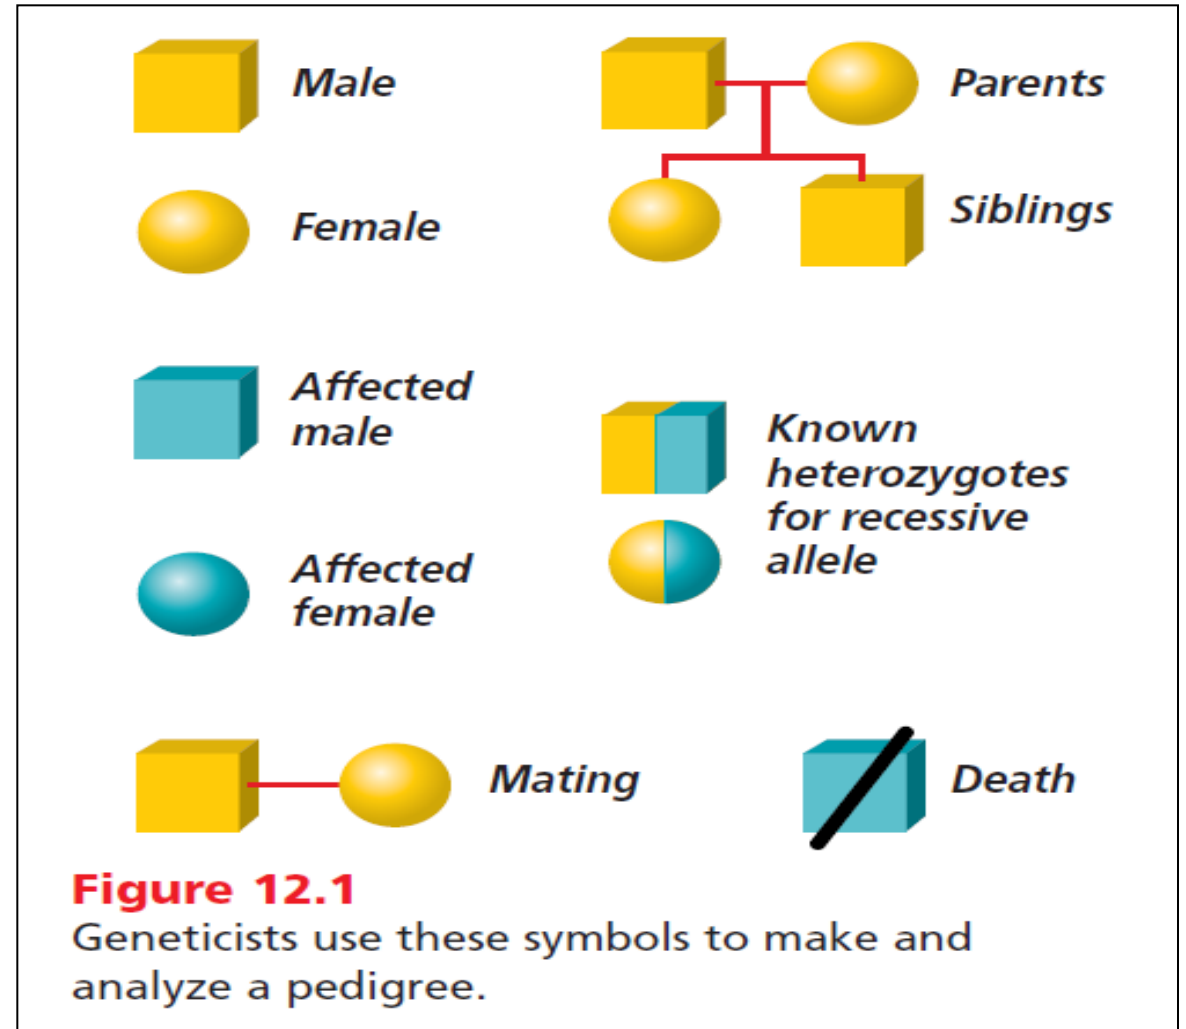 Male
Parents
Female
Siblings
Affected
male
Known
heterozygotes
for recessive
allele
Affected
female
Mating
Death
Figure 12.1
Geneticists use these symbols to make and
analyze a pedigree.